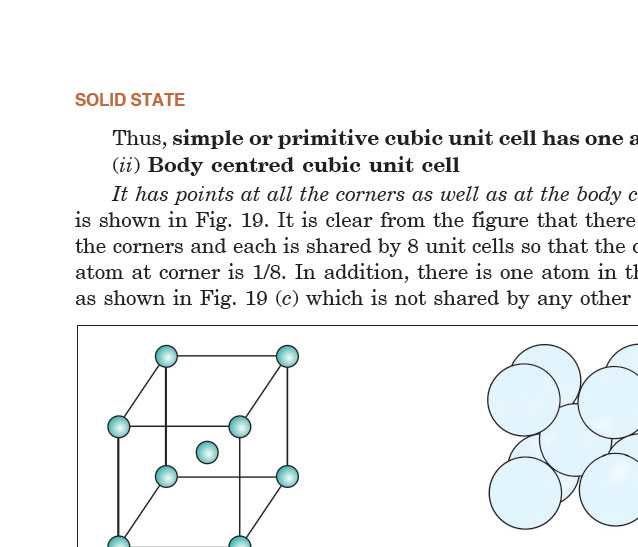 SOLID STATE
Thus, simple or primitive cubic unit cell has one
(ii) Body centred cubic unit cell
It has points at all the corners as well as at the body
is shown in Fig. 19. It is clear from the figure that there
the corners and each is shared by 8 unit cells so that the
atom at corner is 1/8. In addition, there is one atom in
as shown in Fig. 19 (c) which is not shared by any other